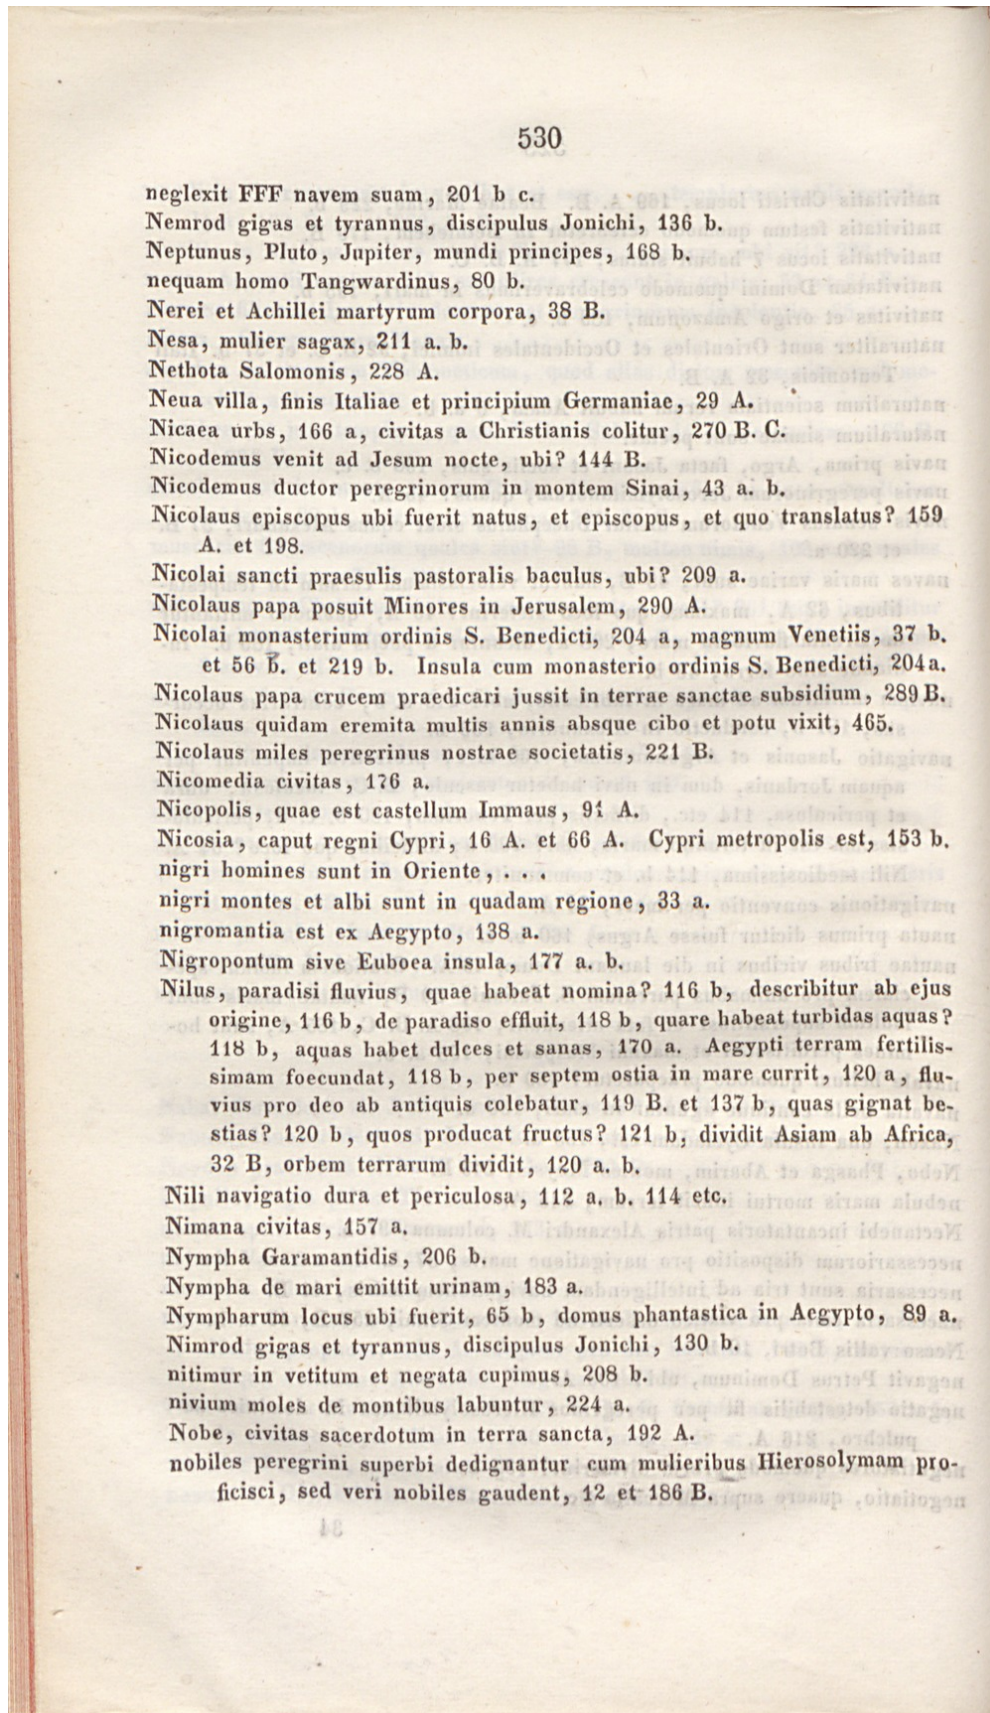 530
neglexit FFF navem suam, 201 b c.
Nemrod gigas et tyrannus, discipulus Jonichi, 136 b.
Neptunus, Pluto, Jupiter, mundi principes, 168 b.
nequam homo Tangwardinus, 80 b.
Nerei et Achillei martyrum corpora, 38 B.
Nesa, mulier sagax, 211 a. b.
Nethota Salomonis, 228 A.
Neua villa, finis Italiae et principium Germaniae, 29 A.
Nicaea urbs, 166 a, civitas a Christianis colitur, 270 B. C.
Nicodemus venit ad Jesum nocte, ubi? 144 B.
Nicodemus ductor peregrinorum in montem Sinai, 43 a. b.
Nicolaus episcopus ubi fuerit natus, et episcopus, et quo translatus? 159
A. et 198.
Nicolai sancti praesulis pastoralis baculus, ubi? 209 a.
Nicolaus papa posuit Minores in Jerusalem, 290 A.
Nicolai monasterium ordinis S. Benedicti, 204 a, magnum Venetiis, 37 b.
et 56 b. et 219 b. Insula cum monasterio ordinis S. Benedicti, 204 a.
Nicolaus papa crucem praedicari jussit in terrae sanctae subsidium, 289 B.
Nicolaus quidam eremita multis annis absque cibo et potu vixit, 465.
Nicolaus miles peregrinus nostrae societatis, 221 B.
Nicomedia civitas, 176 a.
Nicopolis, quae est castellum Immaus, 91 A.
Nicosia, caput regni Cypri, 16 A. et 66 A. Cypri metropolis est, 153 b.
nigri homines sunt in Oriente, . . .
nigri montes et albi sunt in quadam regione, 33 a.
nigromantia est ex Aegypto, 138 a.
Nigropontum sive Euboea insula, 177 a. b.
Nilus, paradisi fluvius, quae habeat nomina? 116 b, describitur ab ejus
origine, 116 b, de paradiso effluit, 118 b, quare habeat turbidas aquas?
118 b, aquas habet dulces et sanas, 170 a. Aegypti terram fertilis-
simam foecundat, 118 b, per septem ostia in mare currit, 120 a, flu-
vius pro deo ab antiquis colebatur, 119 B. et 137 b, quas gignat be-
stias? 120 b, quos producat fructus? 121 b, dividit Asiam ab Africa,
32 B, orbem terrarum dividit, 120 a. b.
Nili navigatio dura et periculosa, 112 a. b. 114 etc.
Nimana civitas, 157 a.
Nympha Garamantidis, 206 b.
Nympha de mari emittit urinam, 183 a.
Nympharum locus ubi fuerit, 65 b, domus phantastica in Aegypto, 89 a.
Nimrod gigas et tyrannus, discipulus Jonichi, 130 b.
nitimur in vetitum et negata cupimus, 208 b.
nivium moles de montibus labuntur, 224 a.
Nobe, civitas sacerdotum in terra sancta, 192 A.
nobiles peregrini superbi dedignantur cum mulieribus Hierosolymam pro-
ficisci, sed veri nobiles gaudent, 12 et 186 B.